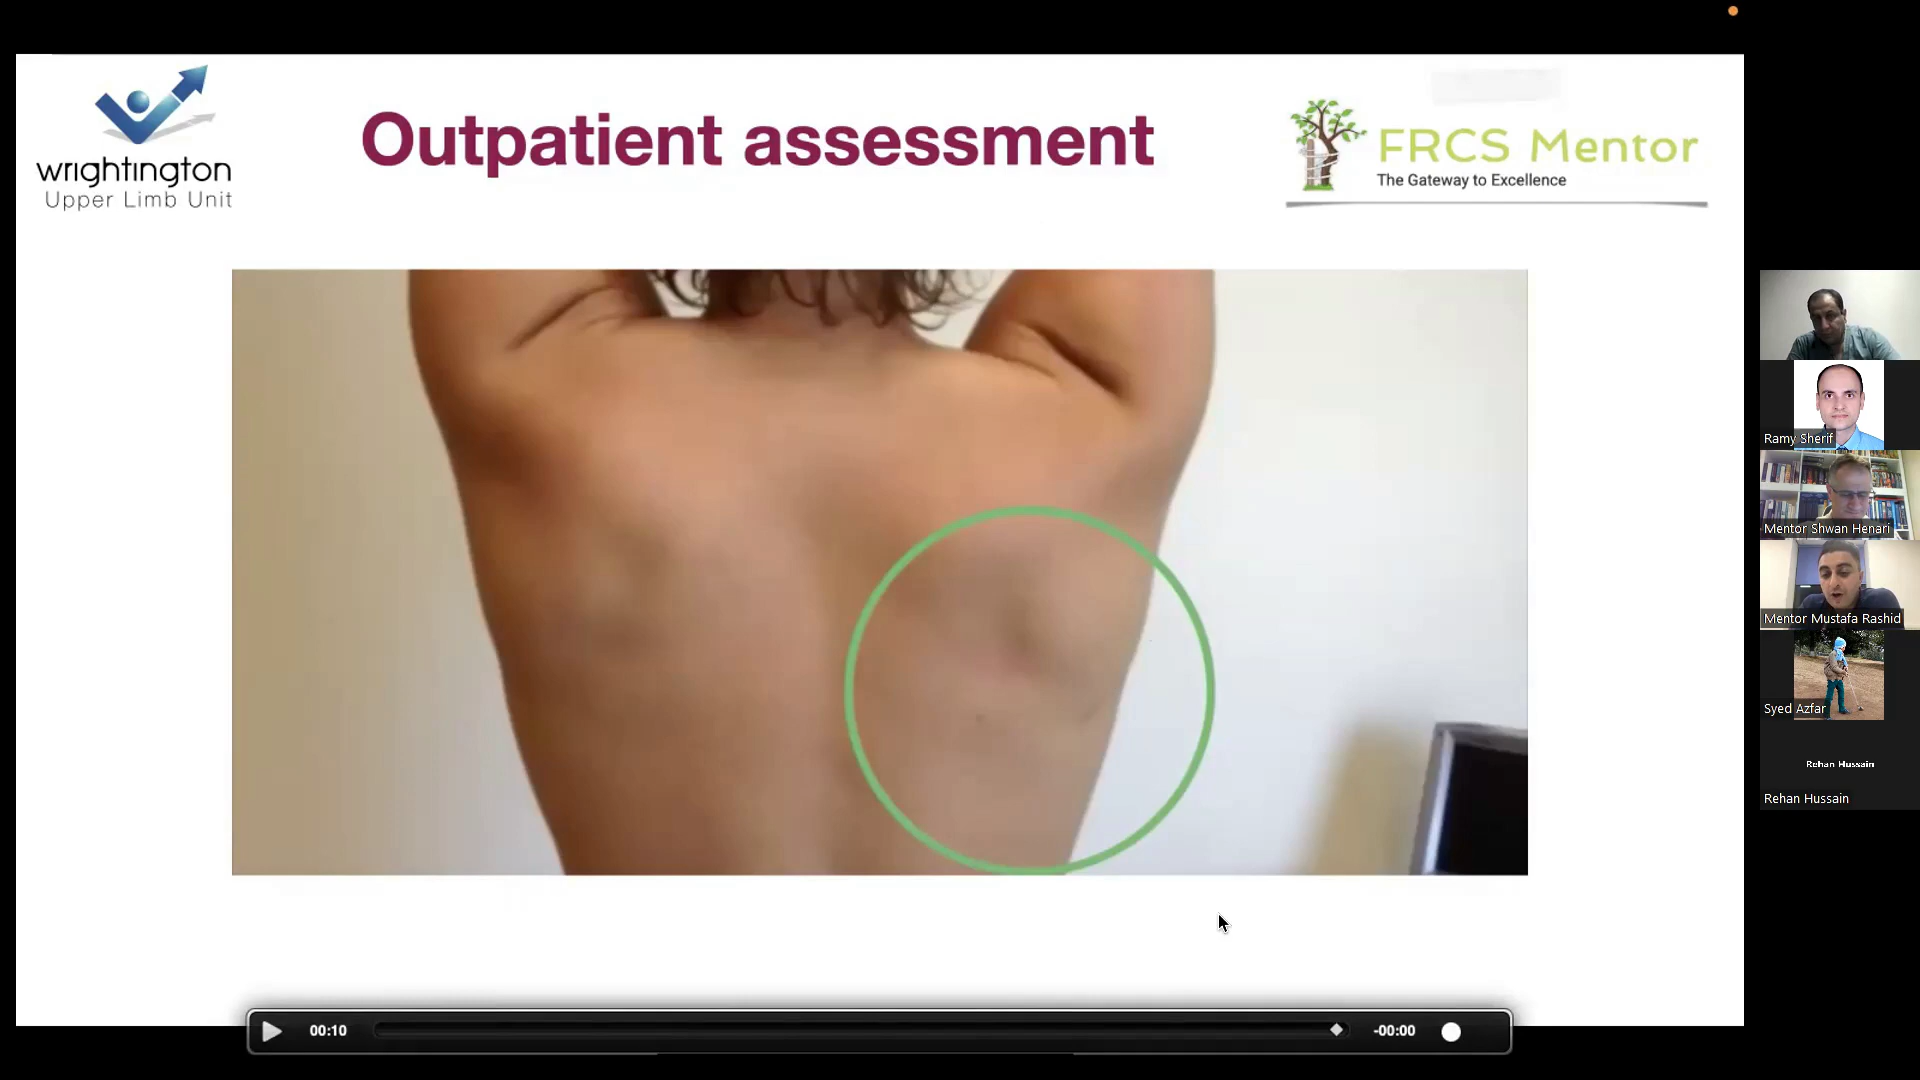 wrightington
Upper Limb Unit
Outpatient assessment
FRCS Mentor
The Gateway to Excellence
Ramy Sherif
Mentor Shwan Henari
Mentor Mustafa Rashid
Syed Azfar
Rehan Hussain
Rehan Hussain
00:10
-00:00